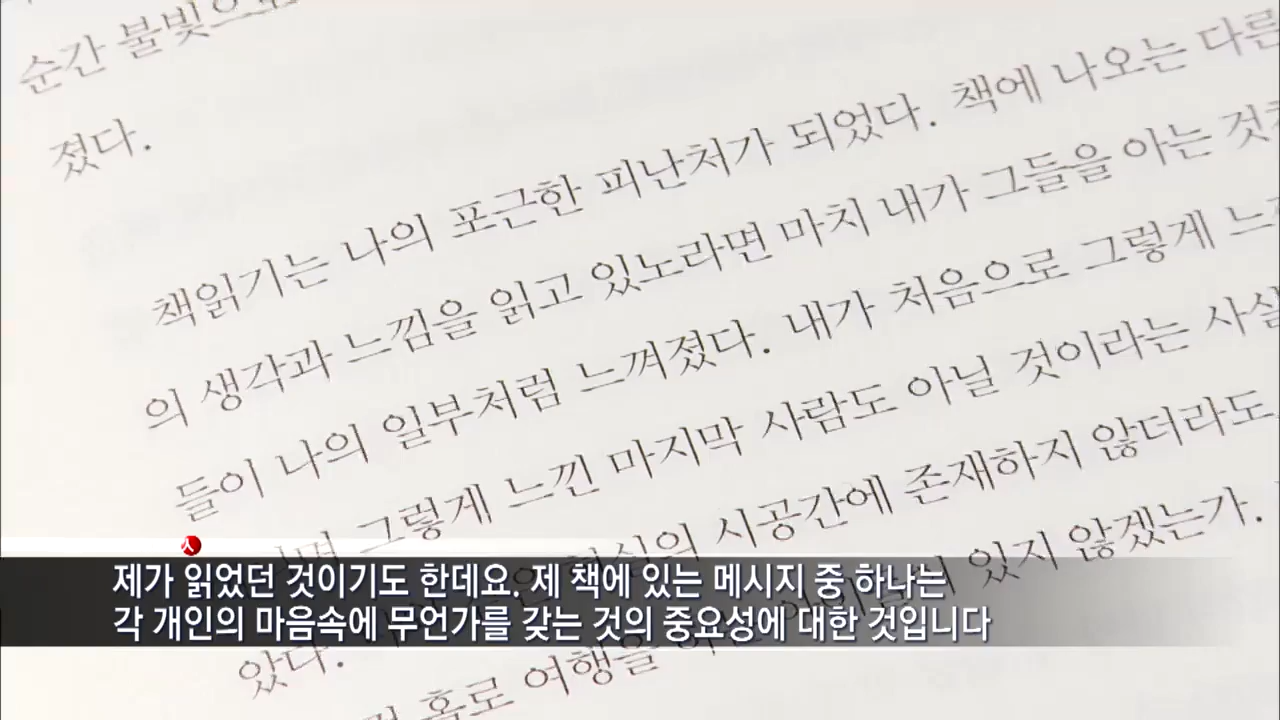 순간 불빛으로
졌다.
책읽기는 나의 포근한 피난처가 되었다. 책에 나오는 다른
의 생각과 느낌을 읽고 있노라면 마치 내가 그들을 아는 것
들이 나의 일부처럼 느껴졌다. 내가 처음으로 그렇게
그렇게 느낀 마지막 사람도 아닐 것이라는 사실
시공간에 존재하지 않더라도
있지 않겠는가.
았다.
홀로 여행을
제가 읽었던 것이기도 한데요. 제 책에 있는 메시지 중 하나는
각 개인의 마음속에 무언가를 갖는 것의 중요성에 대한 것입니다